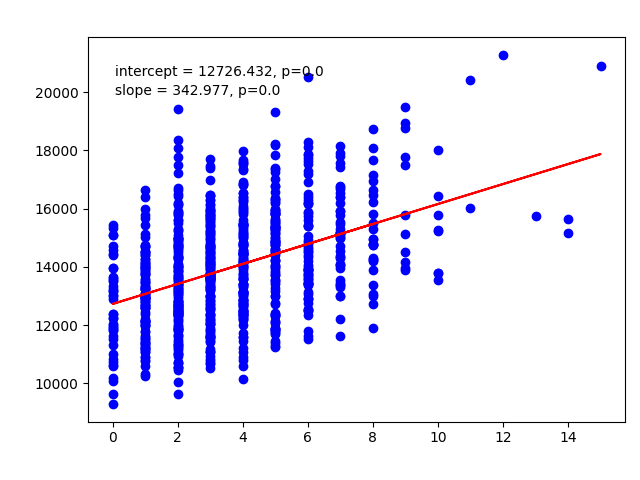 intercept = 12726.432, p=0.0
slope = 342.977, p=0.0
20000
18000
16000
14000
12000
10000
0 2 4 6 8 10 12 14